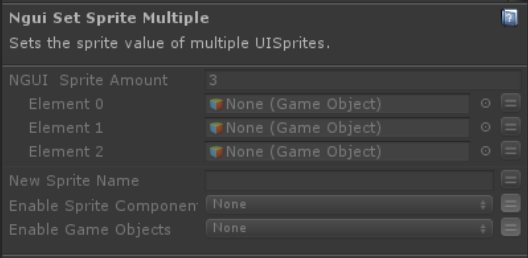 Ngui Set Sprite Multiple
Sets the sprite value of multiple UISprites.
NGUI Sprite Amount 3
Element 0 None (Game Object)
Element 1 None (Game Object)
Element 2 None (Game Object)
New Sprite Name
Enable Sprite Componen None
Enable Game Objects None